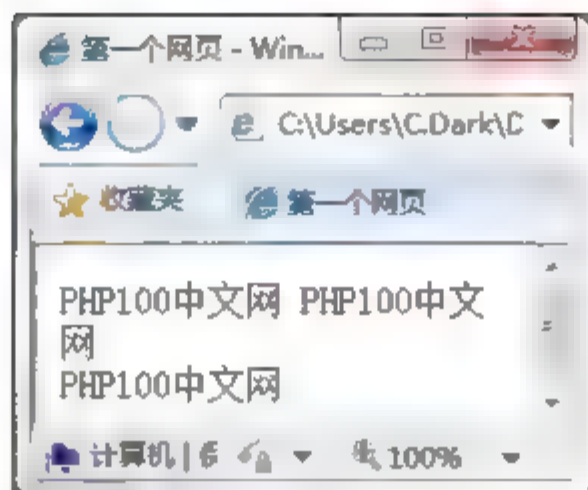 第一个网页 - Win...
C:\Users\C.Dark\D
收藏夹 第一个网页
PHP100中文网 PHP100中文
网
PHP100中文网
计算机 |
100%